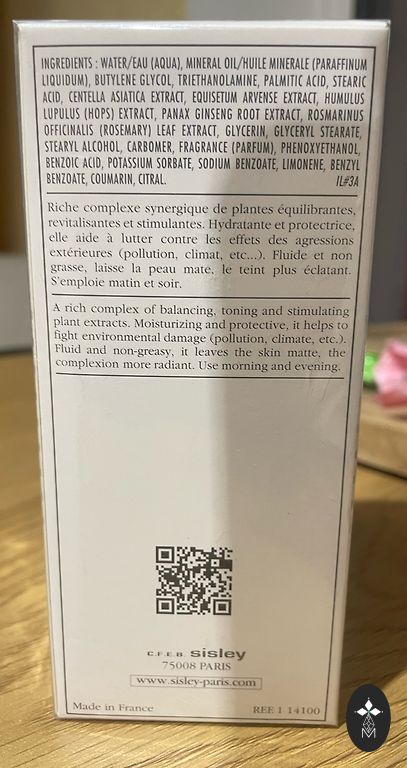 INGREDIENTS : WATER/EAU (AQUA), MINERAL OIL/HUILE MINERALE (PARAFFINUM
LIQUIDUM), BUTYLENE GLYCOL, TRIETHANOLAMINE, PALMITIC ACID, STEARIC
ACID, CENTELLA ASIATICA EXTRACT, EQUISETUM ARVENSE EXTRACT, HUMULUS
LUPULUS (HOPS) EXTRACT, PANAX GINSENG ROOT EXTRACT, ROSMARINUS
OFFICINALIS (ROSEMARY) LEAF EXTRACT, GLYCERIN, GLYCERYL STEARATE,
STEARYL ALCOHOL, CARBOMER, FRAGRANCE (PARFUM), PHENOXYETHANOL,
BENZOIC ACID, POTASSIUM SORBATE, SODIUM BENZOATE, LIMONENE, BENZYL
BENZOATE, COUMARIN, CITRAL. IL#3A
Riche complexe synergique de plantes équilibrantes,
revitalisantes et stimulantes. Hydratante et protectrice,
elle aide à lutter contre les effets des agressions
extérieures (pollution, climat, etc...). Fluide et non
grasse, laisse la peau mate, le teint plus éclatant.
S'emploie matin et soir.
A rich complex of balancing, toning and stimulating
plant extracts. Moisturizing and protective, it helps to
fight environmental damage (pollution, climate, etc.).
Fluid and non-greasy, it leaves the skin matte, the
complexion more radiant. Use morning and evening.
C.F.E.B. sisley
75008 PARIS
www.sisley-paris.com
Made in France REF. 1 14100
M